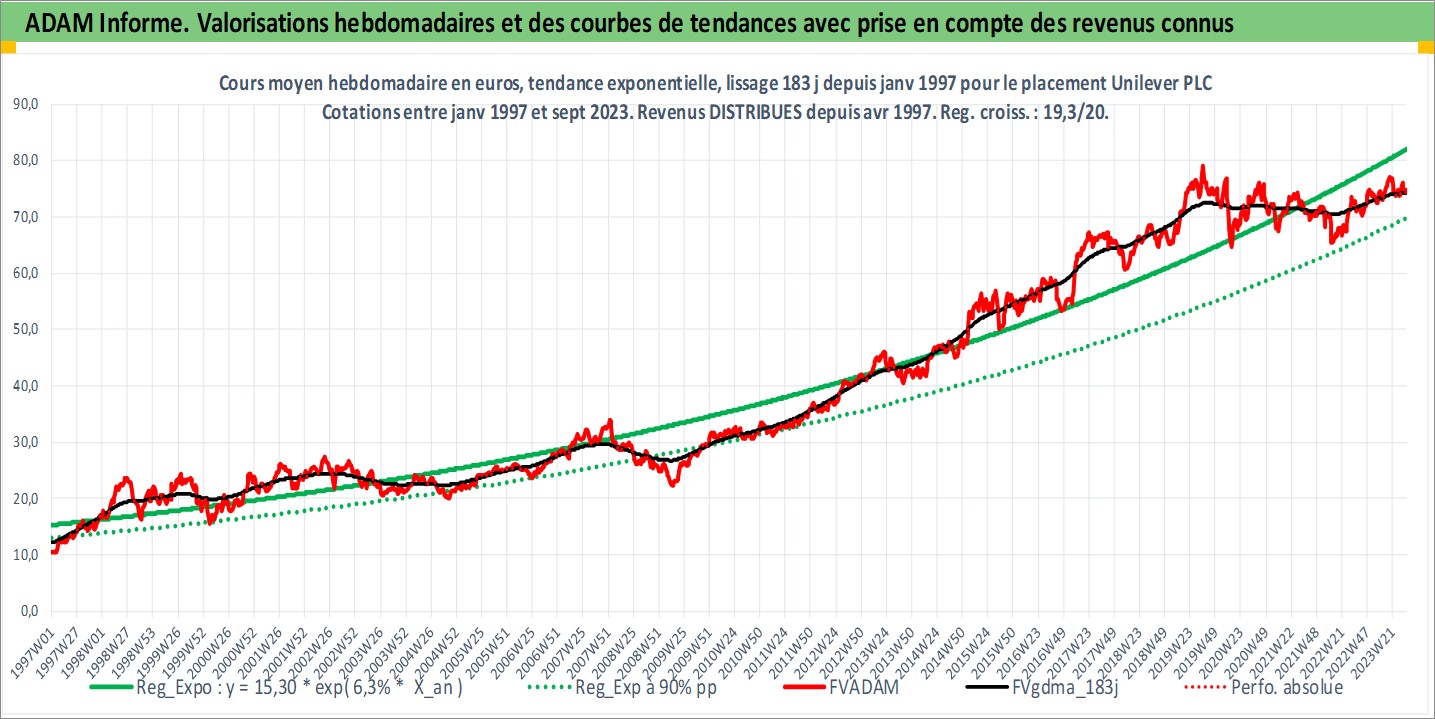 ADAM Informe. Valorisations hebdomadaires et des courbes de tendances avec prise en compte des revenus connus
Cours moyen hebdomadaire en euros, tendance exponentielle, lissage 183 j depuis janv 1997 pour le placement Unilever PLC
Cotations entre janv 1997 et sept 2023. Revenus DISTRIBUES depuis avr 1997. Reg. croiss. : 19,3/20.
90,0
80,0
70,0
60,0
50,0
40,0
30,0
20,0
10,0
0,0
1997W01
1997W27
1998W01
1998W27
1998W53
1999W26
1999W52
2000W26
2000W52
2001W26
2001W52
2002W26
2002W52
2003W26
2003W52
2004W26
2004W52
2005W25
2005W51
2006W25
2006W51
2007W25
2007W51
2008W25
2008W51
2009W25
2009W51
2010W24
2010W50
2011W24
2011W50
2012W24
2012W50
2013W24
2013W50
2014W24
2014W50
2015W24
2015W50
2016W23
2016W49
2017W23
2017W49
2018W23
2018W49
2019W23
2019W49
2020W23
2020W49
2021W22
2021W48
2022W21
2022W47
2023W21
Reg_Expo : y = 15,30 * exp( 6,3% * X_an )
Reg_Exp à 90% pp
FVADAM
FVgdma_183j
Perfo. absolue